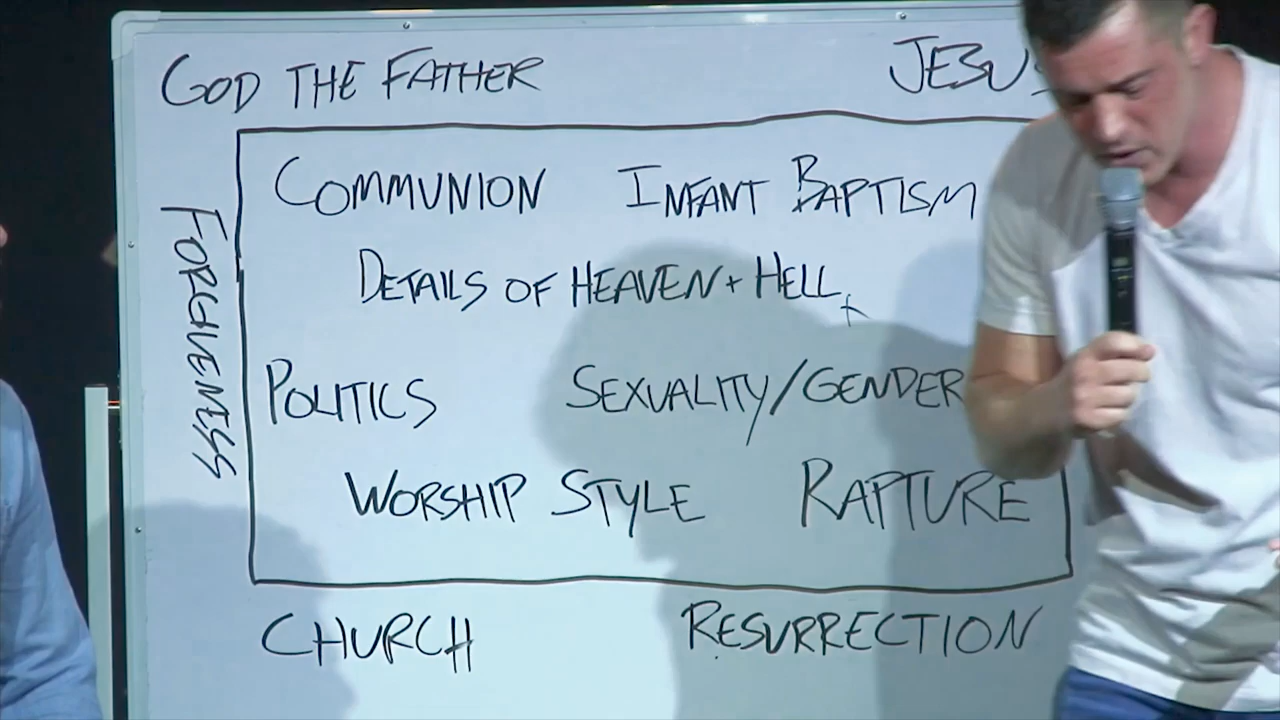 GOD THE FATHER JESUS
COMMUNION INFANT BAPTISM
DETAILS OF HEAVEN + HELL
FORGIVENESS
POLITICS SEXUALITY/GENDER
WORSHIP STYLE RAPTURE
CHURCH RESURRECTION